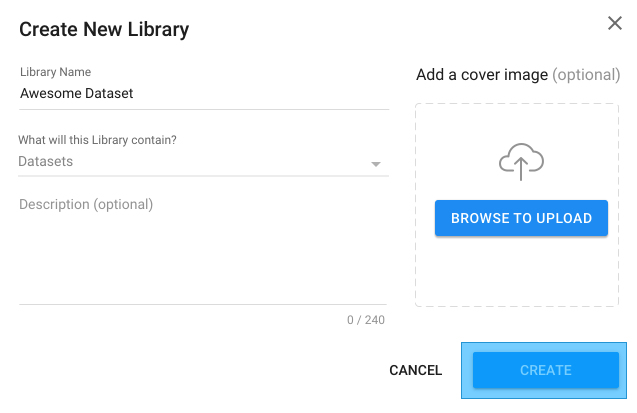 Create New Library
Library Name
Awesome Dataset
Add a cover image (optional)
What will this Library contain?
Datasets
Description (optional)
BROWSE TO UPLOAD
0 / 240
CANCEL
CREATE